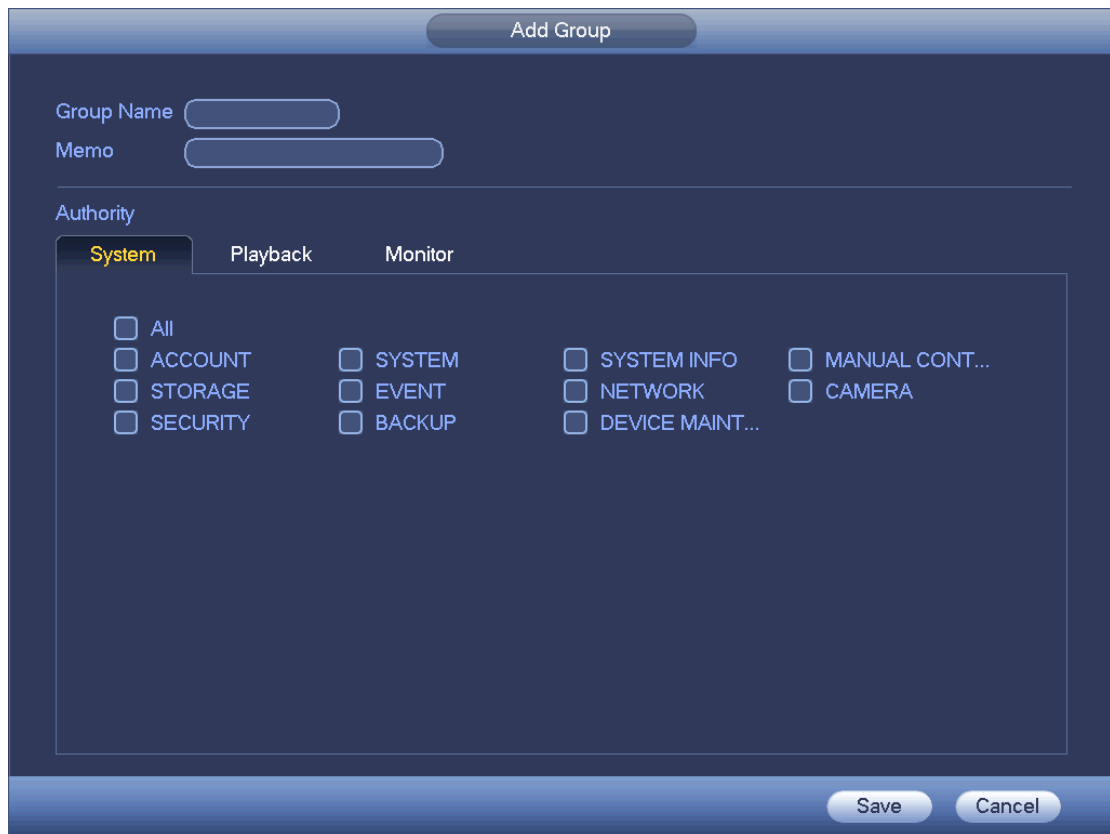 Add Group
Group Name
Memo
Authority
System Playback Monitor
All
ACCOUNT SYSTEM SYSTEM INFO MANUAL CONT...
STORAGE EVENT NETWORK CAMERA
SECURITY BACKUP DEVICE MAINT...
Save Cancel